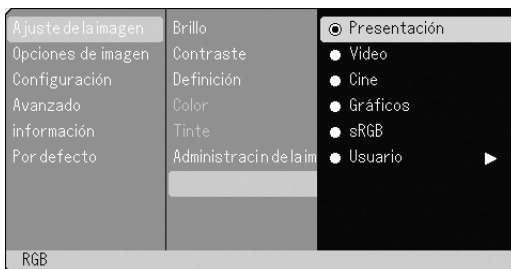 Ajuste de la imagen
Opciones de imagen
Configuración
Avanzado
información
Por defecto
Brillo
Contraste
Definición
Color
Tinte
Administracin de la im
Presentación
Video
Cine
Gráficos
sRGB
Usuario
RGB